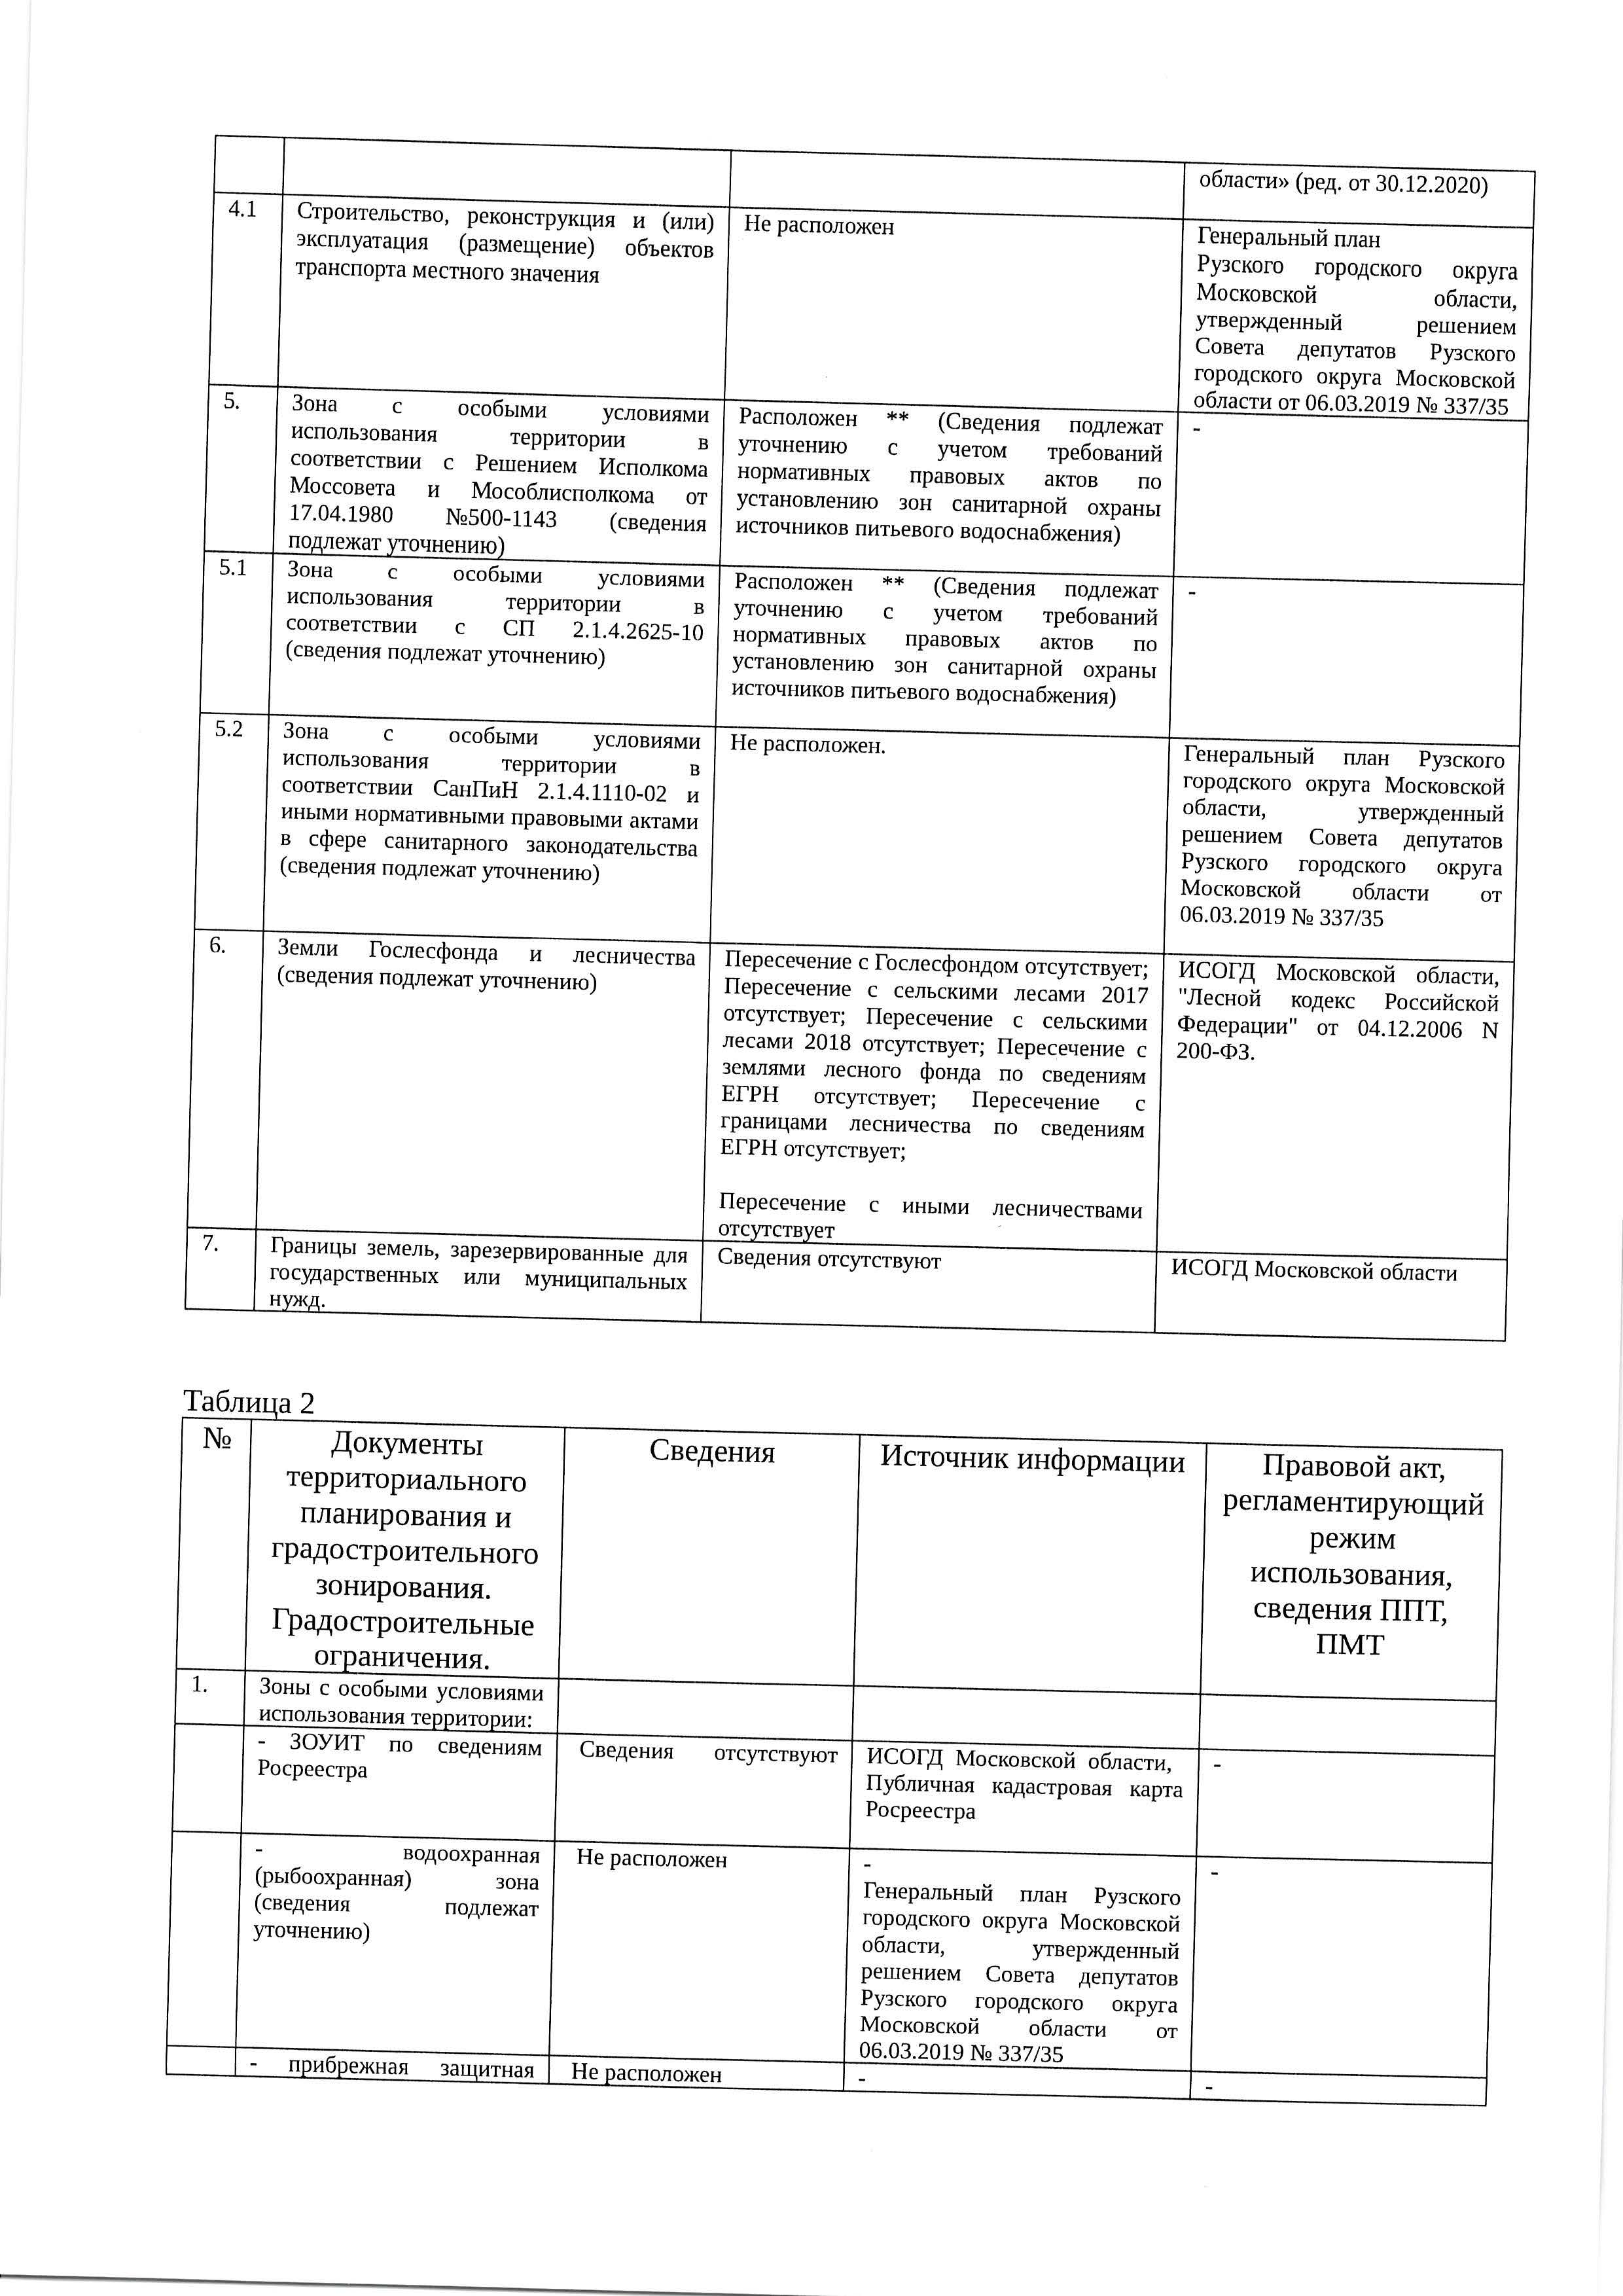 области» (ред. от 30.12.2020)
4.1
Строительство, реконструкция и (или)
эксплуатация (размещение) объектов
транспорта местного значения
Не расположен
Генеральный план
Рузского городского округа
Московской области,
утвержденный решением
Совета депутатов Рузского
городского округа Московской
области от 06.03.2019 № 337/35
5.
Зона с особыми условиями
использования территории в
соответствии с Решением Исполкома
Моссовета и Мособлисполкома от
17.04.1980 №500-1143 (сведения
подлежат уточнению)
Расположен ** (Сведения подлежат
уточнению с учетом требований
нормативных правовых актов по
установлению зон санитарной охраны
источников питьевого водоснабжения)
-
5.1
Зона с особыми условиями
использования территории в
соответствии с СП 2.1.4.2625-10
(сведения подлежат уточнению)
Расположен ** (Сведения подлежат
уточнению с учетом требований
нормативных правовых актов по
установлению зон санитарной охраны
источников питьевого водоснабжения)
-
5.2
Зона с особыми условиями
использования территории в
соответствии СанПиН 2.1.4.1110-02 и
иными нормативными правовыми актами
в сфере санитарного законодательства
(сведения подлежат уточнению)
Не расположен.
Генеральный план Рузского
городского округа Московской
области, утвержденный
решением Совета депутатов
Рузского городского округа
Московской области от
06.03.2019 № 337/35
6.
Земли Гослесфонда и лесничества
(сведения подлежат уточнению)
Пересечение с Гослесфондом отсутствует;
Пересечение с сельскими лесами 2017
отсутствует; Пересечение с сельскими
лесами 2018 отсутствует; Пересечение с
землями лесного фонда по сведениям
ЕГРН отсутствует; Пересечение с
границами лесничества по сведениям
ЕГРН отсутствует;
Пересечение с иными лесничествами
отсутствует
ИСОГД Московской области,
"Лесной кодекс Российской
Федерации" от 04.12.2006 N
200-ФЗ.
7.
Границы земель, зарезервированные для
государственных или муниципальных
нужд.
Сведения отсутствуют
ИСОГД Московской области
Таблица 2
№
Документы
территориального
планирования и
градостроительного
зонирования.
Градостроительные
ограничения.
Сведения
Источник информации
Правовой акт,
регламентирующий
режим
использования,
сведения ППТ,
ПМТ
1.
Зоны с особыми условиями
использования территории:
- ЗОУИТ по сведениям
Росреестра
Сведения отсутствуют
ИСОГД Московской области,
Публичная кадастровая карта
Росреестра
-
- водоохранная
(рыбоохранная) зона
(сведения подлежат
уточнению)
Не расположен
-
Генеральный план Рузского
городского округа Московской
области, утвержденный
решением Совета депутатов
Рузского городского округа
Московской области от
06.03.2019 № 337/35
-
- прибрежная защитная
Не расположен
-
-